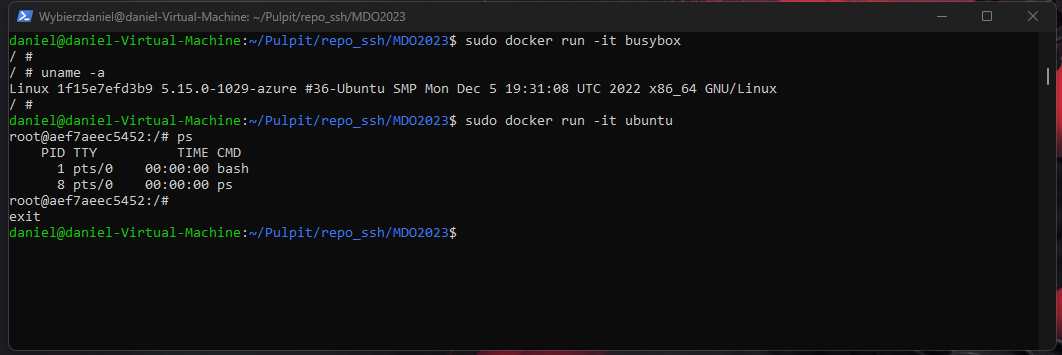 Wybierzdaniel@daniel-Virtual-Machine: ~/Pulpit/repo_ssh/MDO2023
daniel@daniel-Virtual-Machine:~/Pulpit/repo_ssh/MDO2023$ sudo docker run -it busybox
/ #
/ # uname -a
Linux 1f15e7efd3b9 5.15.0-1029-azure #36-Ubuntu SMP Mon Dec 5 19:31:08 UTC 2022 x86_64 GNU/Linux
/ #
daniel@daniel-Virtual-Machine:~/Pulpit/repo_ssh/MDO2023$ sudo docker run -it ubuntu
root@aef7aeec5452:/# ps
    PID TTY          TIME CMD
      1 pts/0    00:00:00 bash
      8 pts/0    00:00:00 ps
root@aef7aeec5452:/#
exit
daniel@daniel-Virtual-Machine:~/Pulpit/repo_ssh/MDO2023$